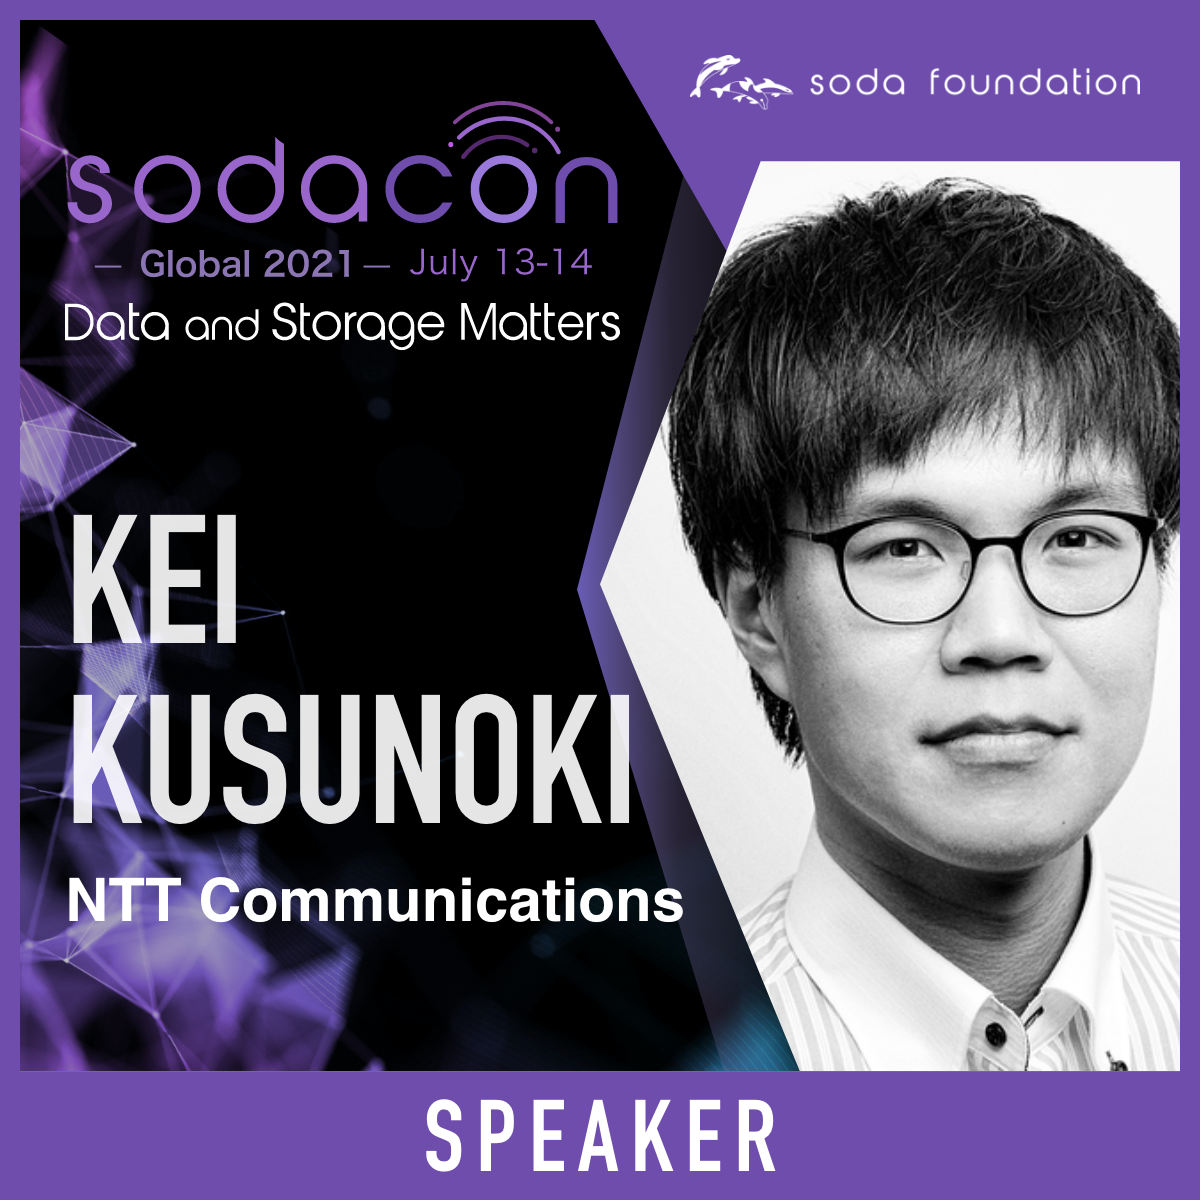 soda foundation
sodacon
Global 2021 — July 13-14
Data and Storage Matters
KEI
KUSUNOKI
NTT Communications
SPEAKER